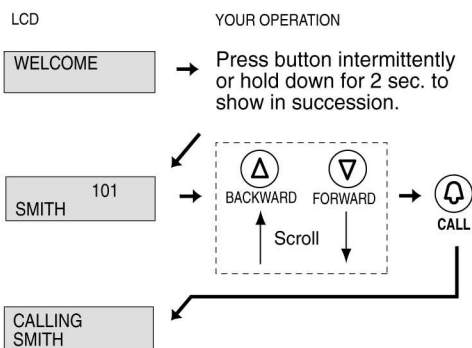 LCD
YOUR OPERATION
WELCOME
Press button intermittently
or hold down for 2 sec. to
show in succession.
101
SMITH
BACKWARD
FORWARD
Scroll
CALL
CALLING
SMITH